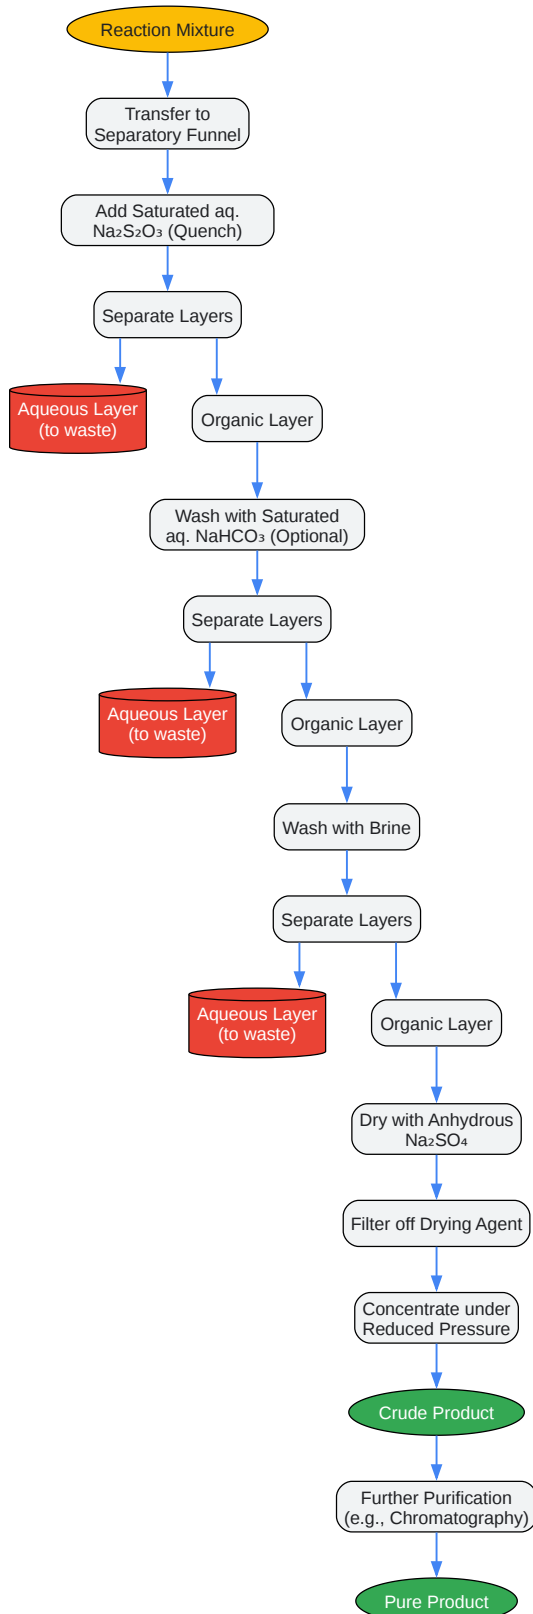 Reaction Mixture
Transfer to
Separatory Funnel
Add Saturated aq.
Na₂S₂O₃ (Quench)
Separate Layers
Aqueous Layer
(to waste)
Organic Layer
Wash with Saturated
aq. NaHCO₃ (Optional)
Separate Layers
Aqueous Layer
(to waste)
Organic Layer
Wash with Brine
Separate Layers
Aqueous Layer
(to waste)
Organic Layer
Dry with Anhydrous
Na₂SO₄
Filter off Drying Agent
Concentrate under
Reduced Pressure
Crude Product
Further Purification
(e.g., Chromatography)
Pure Product